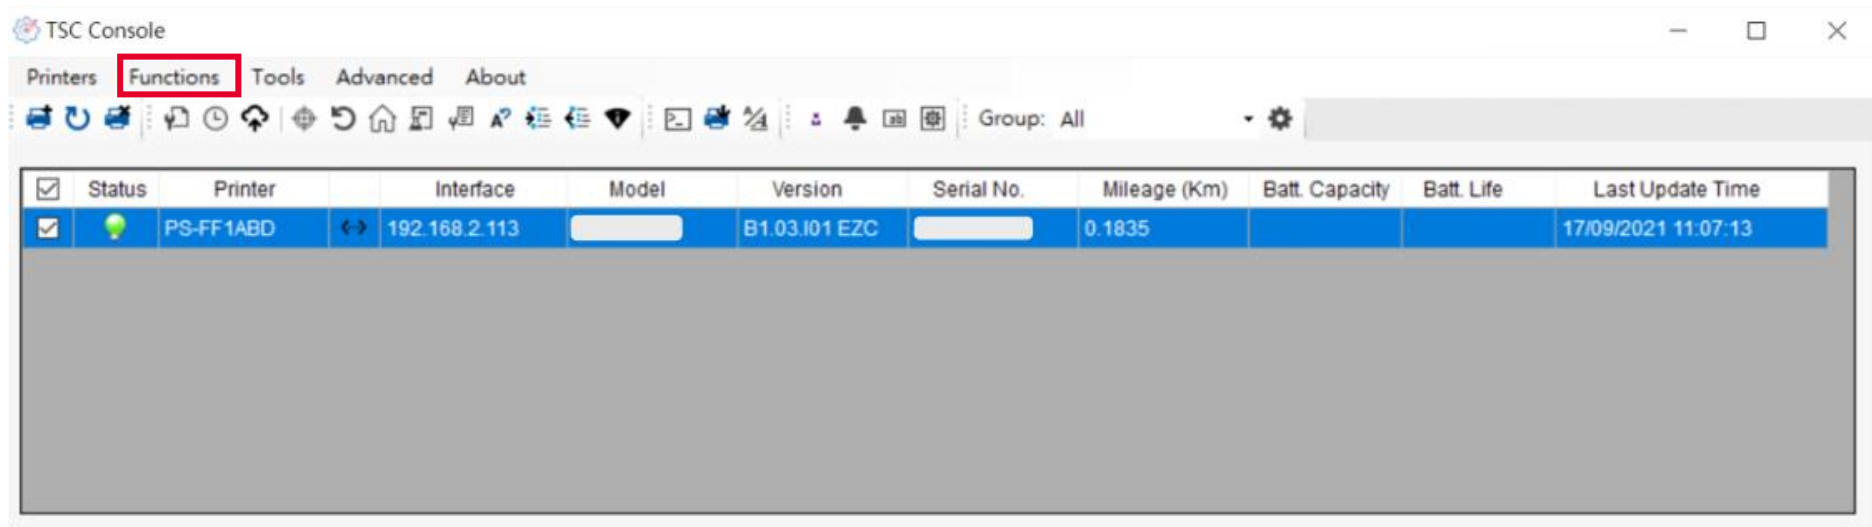 TSC Console
Printers Functions Tools Advanced About
Group: All
Status Printer Interface Model Version Serial No. Mileage (Km) Batt. Capacity Batt. Life Last Update Time
PS-FF1ABD 192.168.2.113 B1.03.I01 EZC 0.1835 17/09/2021 11:07:13